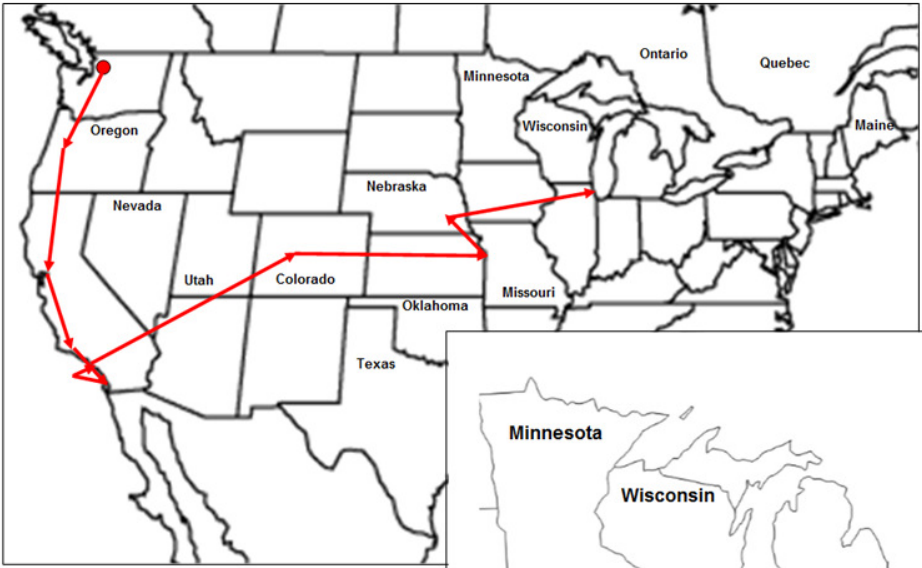 Ontario
Quebec
Minnesota
Wisconsin
Maine
Oregon
Nebraska
Nevada
Utah
Colorado
Missouri
Oklahoma
Texas
Minnesota
Wisconsin